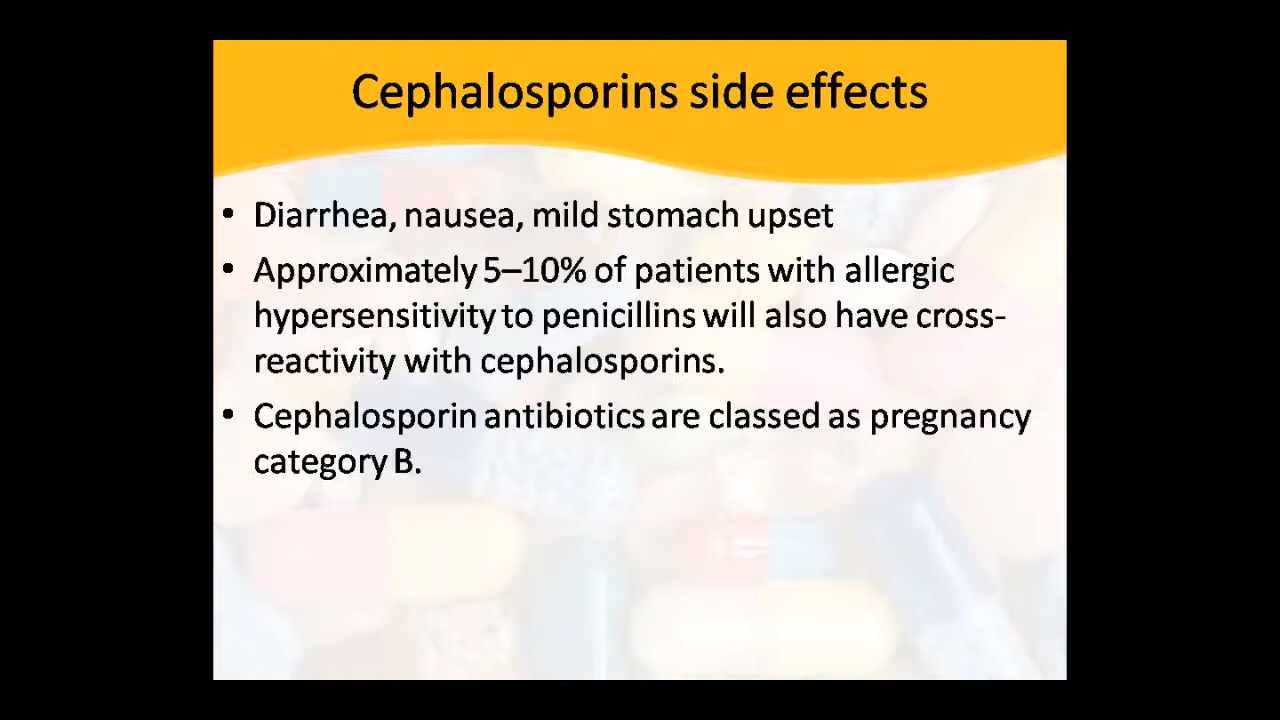 Cephalosporins side effects
• Diarrhea, nausea, mild stomach upset
• Approximately 5–10% of patients with allergic
hypersensitivity to penicillins will also have cross-
reactivity with cephalosporins.
• Cephalosporin antibiotics are classed as pregnancy
category B.